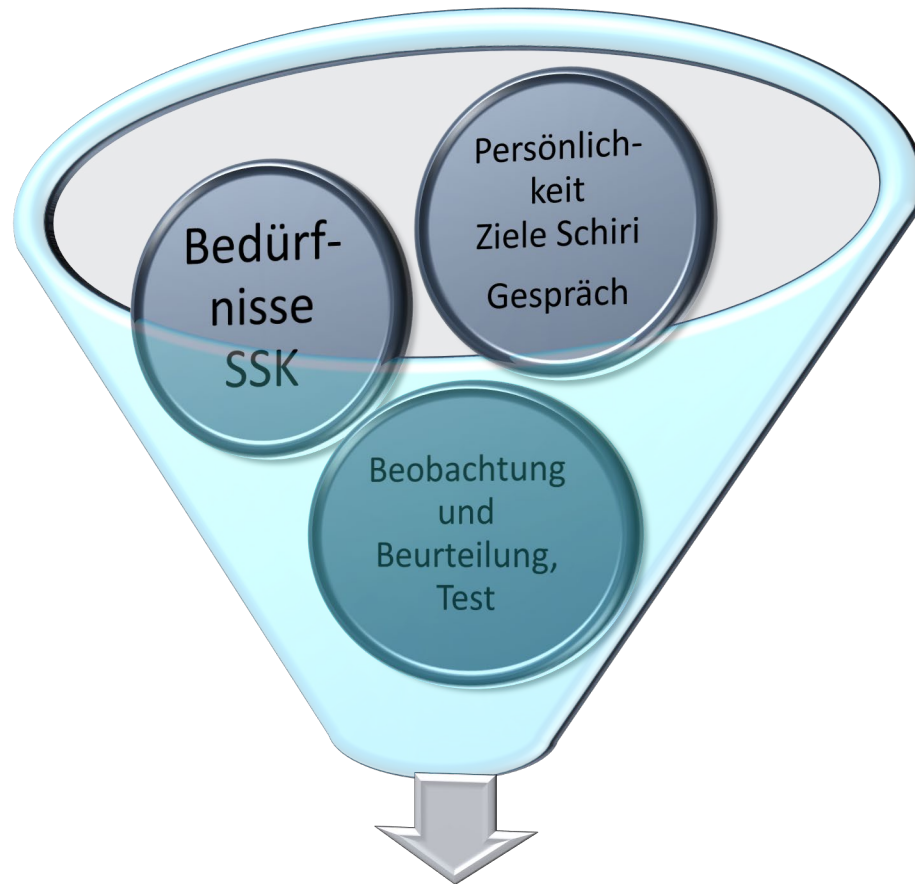 Bedürf-
nisse
SSK
Persönlich-
keit
Ziele Schiri
Gespräch
Beobachtung
und
Beurteilung,
Test